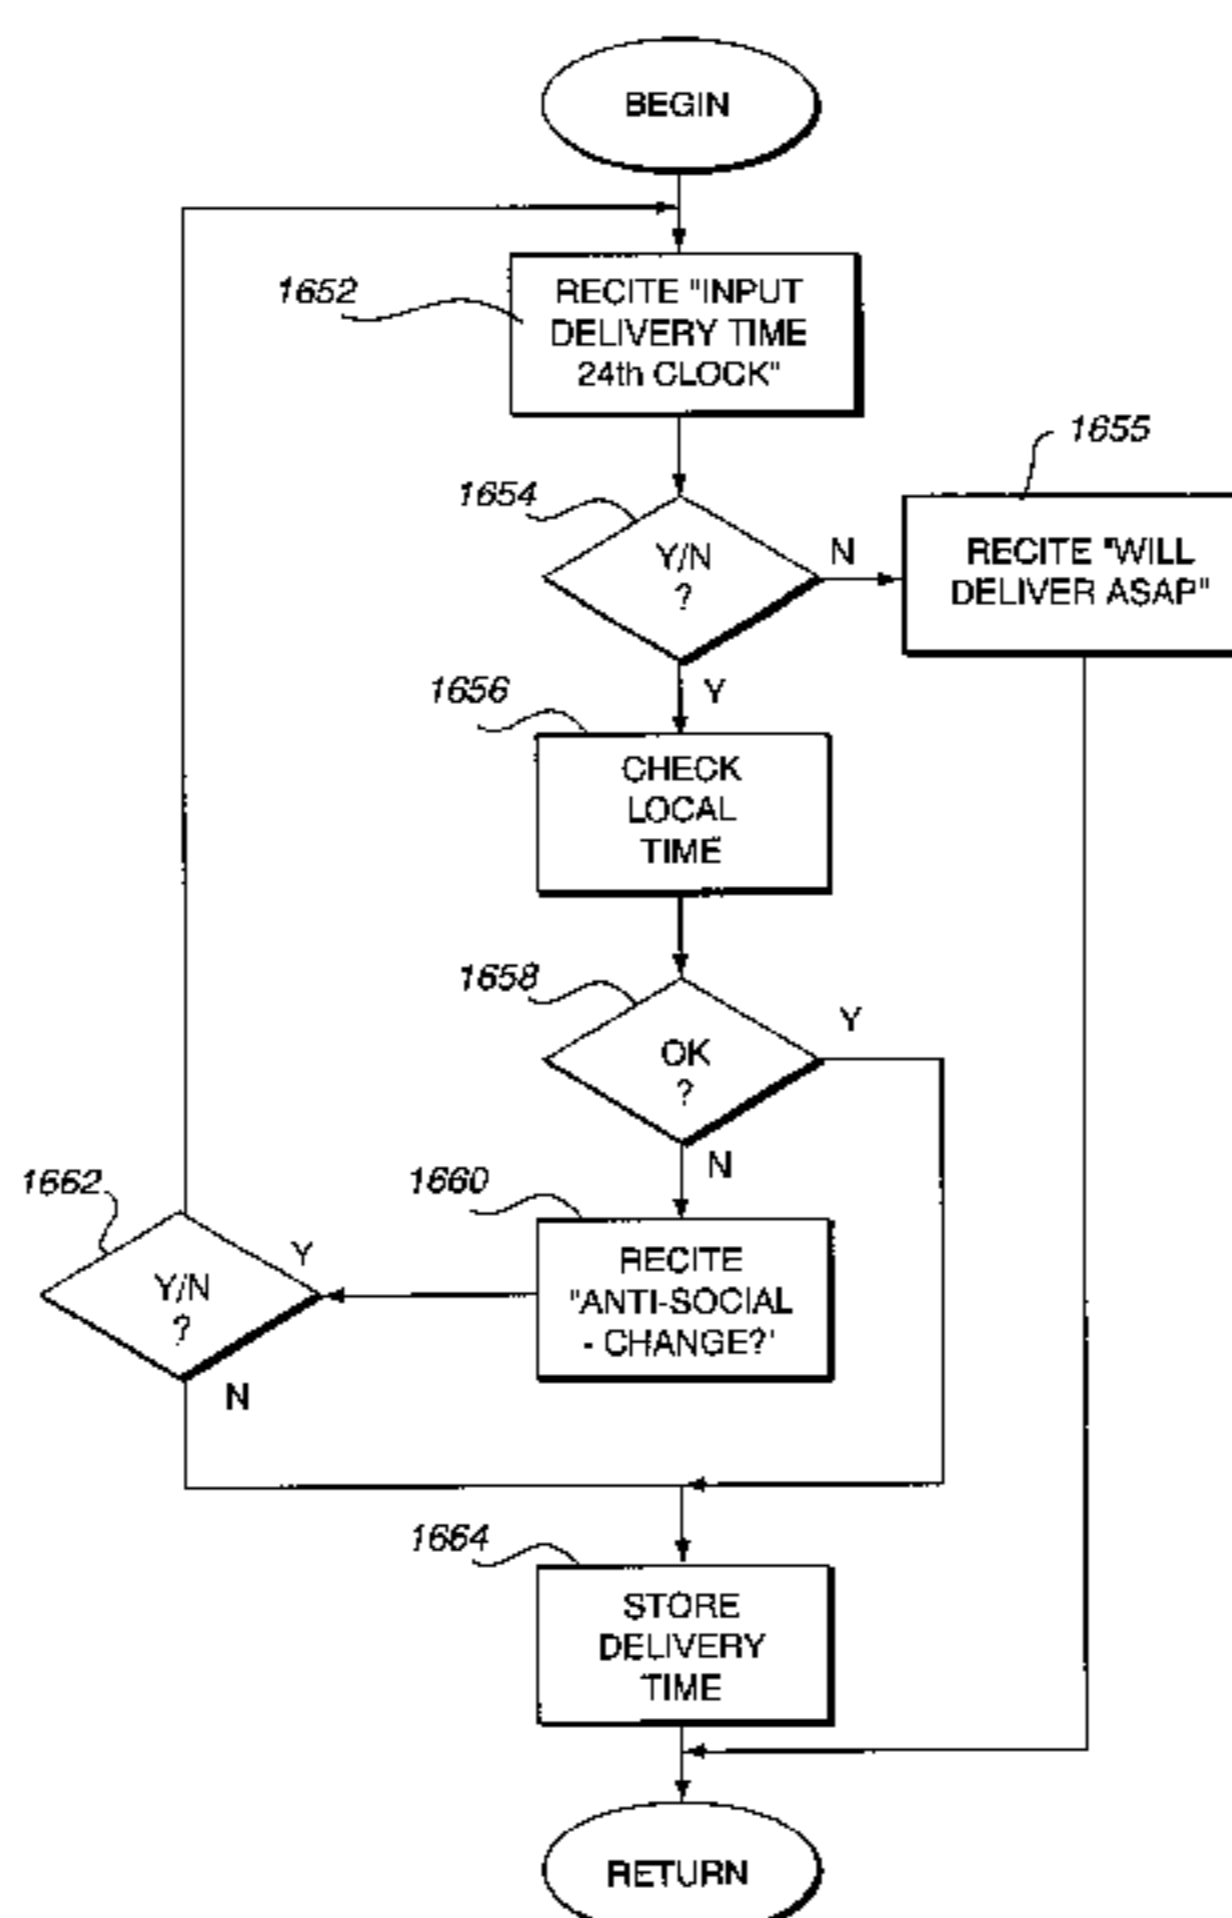 BEGIN
1652
RECITE "INPUT
DELIVERY TIME
24th CLOCK"
1655
1654
Y/N
?
N
RECITE "WILL
DELIVER ASAP"
Y
1656
CHECK
LOCAL
TIME
1658
OK
?
Y
N
1662
1660
Y/N
?
Y
RECITE
"ANTI-SOCIAL
- CHANGE?'
N
1664
STORE
DELIVERY
TIME
RETURN